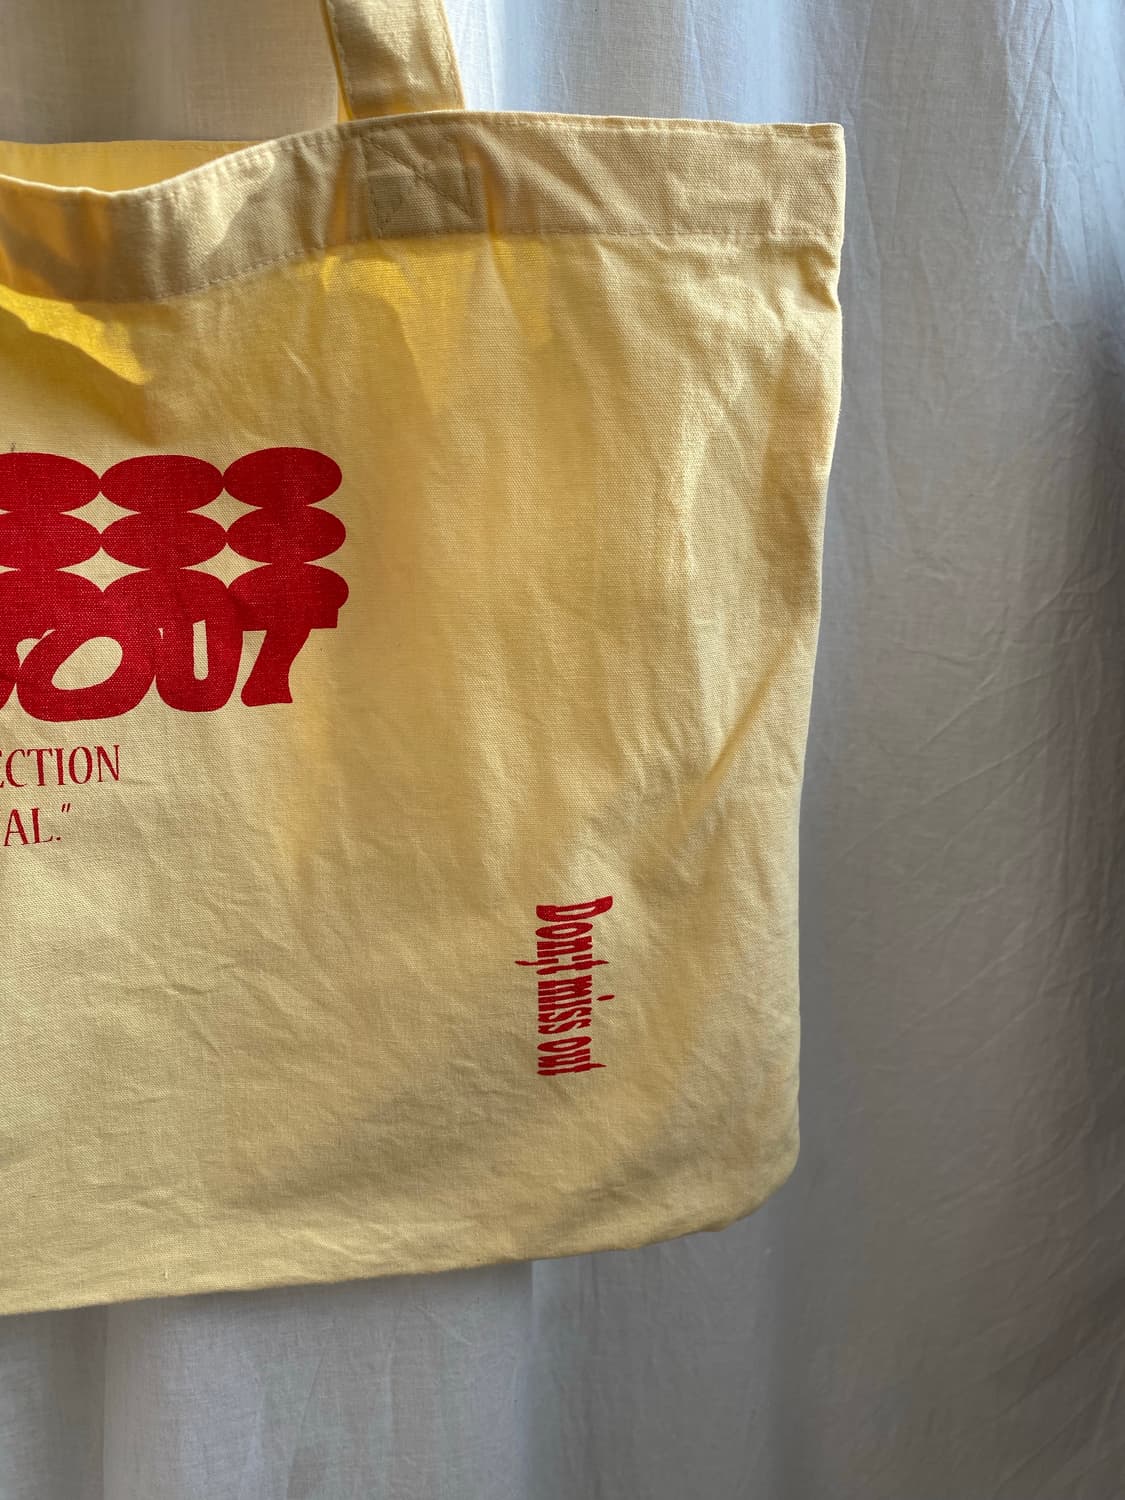 OUT
ECTION
AL."
Don't miss out